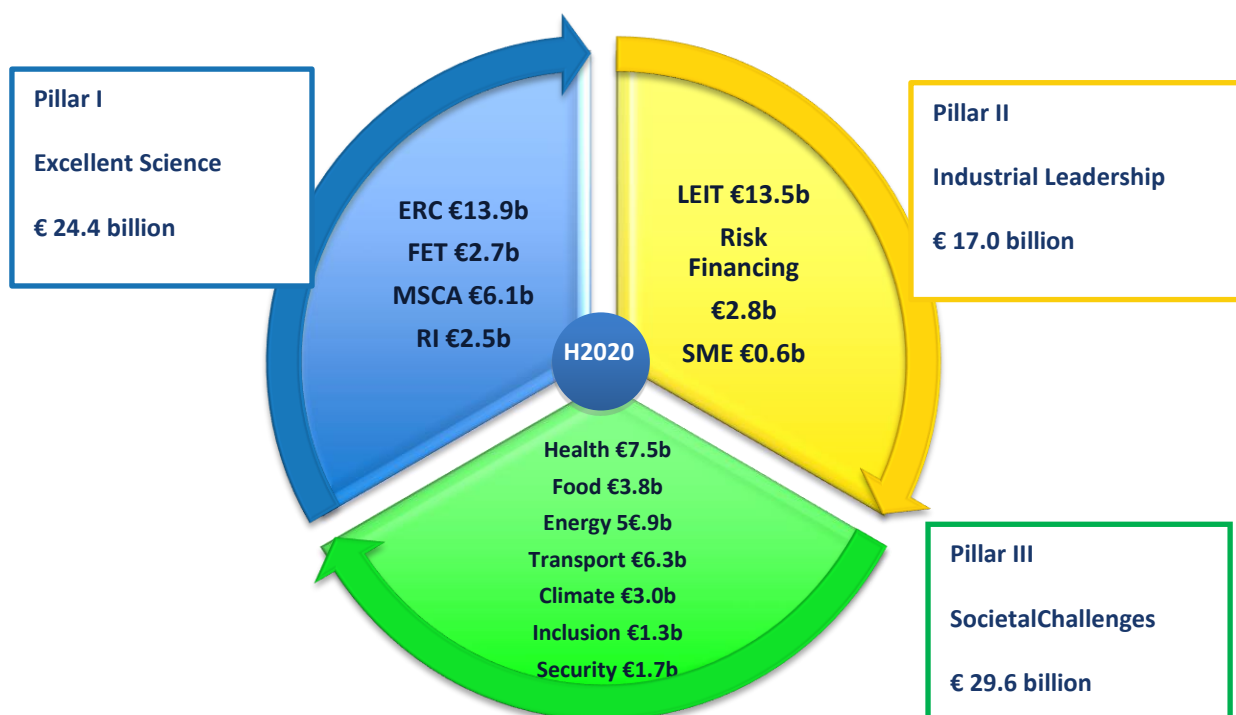 Pillar I
Excellent Science
€ 24.4 billion
ERC €13.9b
FET €2.7b
MSCA €6.1b
RI €2.5b
LEIT €13.5b
Risk
Financing
€2.8b
SME €0.6b
Pillar II
Industrial Leadership
€ 17.0 billion
H2020
Health €7.5b
Food €3.8b
Energy 5€.9b
Transport €6.3b
Climate €3.0b
Inclusion €1.3b
Security €1.7b
Pillar III
SocietalChallenges
€ 29.6 billion